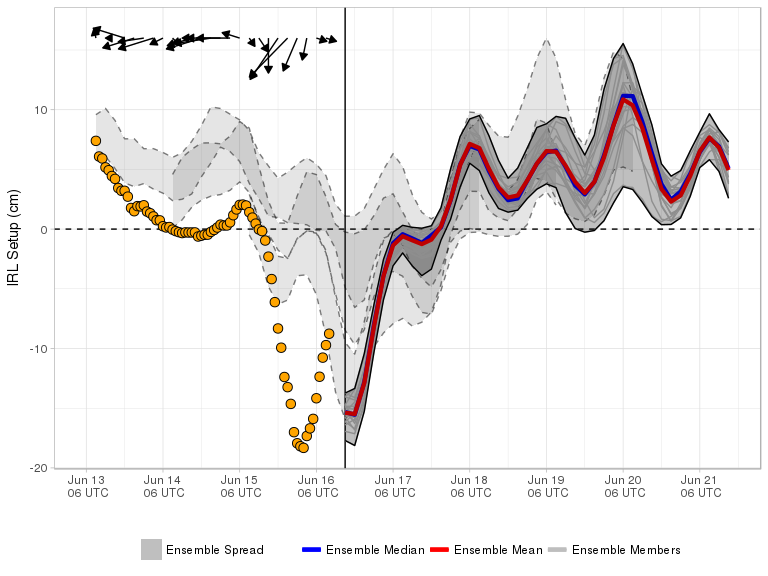 10
0
-10
-20
IRL Setup (cm)
Jun 13 Jun 14 Jun 15 Jun 16 Jun 17 Jun 18 Jun 19 Jun 20 Jun 21
06 UTC 06 UTC 06 UTC 06 UTC 06 UTC 06 UTC 06 UTC 06 UTC 06 UTC
Ensemble Spread Ensemble Median Ensemble Mean Ensemble Members